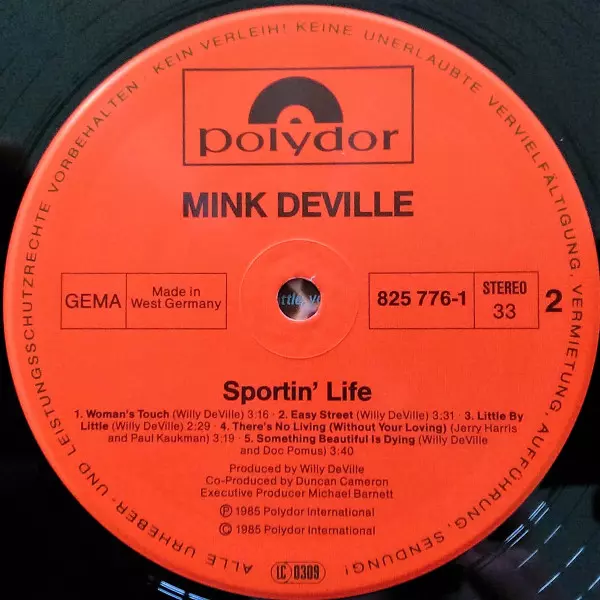 ALLE URHEBER- UND LEISTUNGSSCHUTZRECHTE VORBEHALTEN · KEIN VERLEIH! KEINE UNERLAUBTE VERVIELFÄLTIGUNG, VERMIETUNG, AUFFÜHRUNG, SENDUNG!
polydor
MINK DEVILLE
GEMA
Made in
West Germany
825 776-1
STEREO
33
2
Sportin' Life
1. Woman's Touch (Willy DeVille) 3:16 · 2. Easy Street (Willy DeVille) 3:31 · 3. Little By
Little (Willy DeVille) 2:29 · 4. There's No Living (Without Your Loving) (Jerry Harris
and Paul Kaukman) 3:19 · 5. Something Beautiful Is Dying (Willy DeVille
and Doc Pomus) 3:40
Produced by Willy DeVille
Co-Produced by Duncan Cameron
Executive Producer Michael Barnett
Ⓟ 1985 Polydor International
© 1985 Polydor International
LC 0309